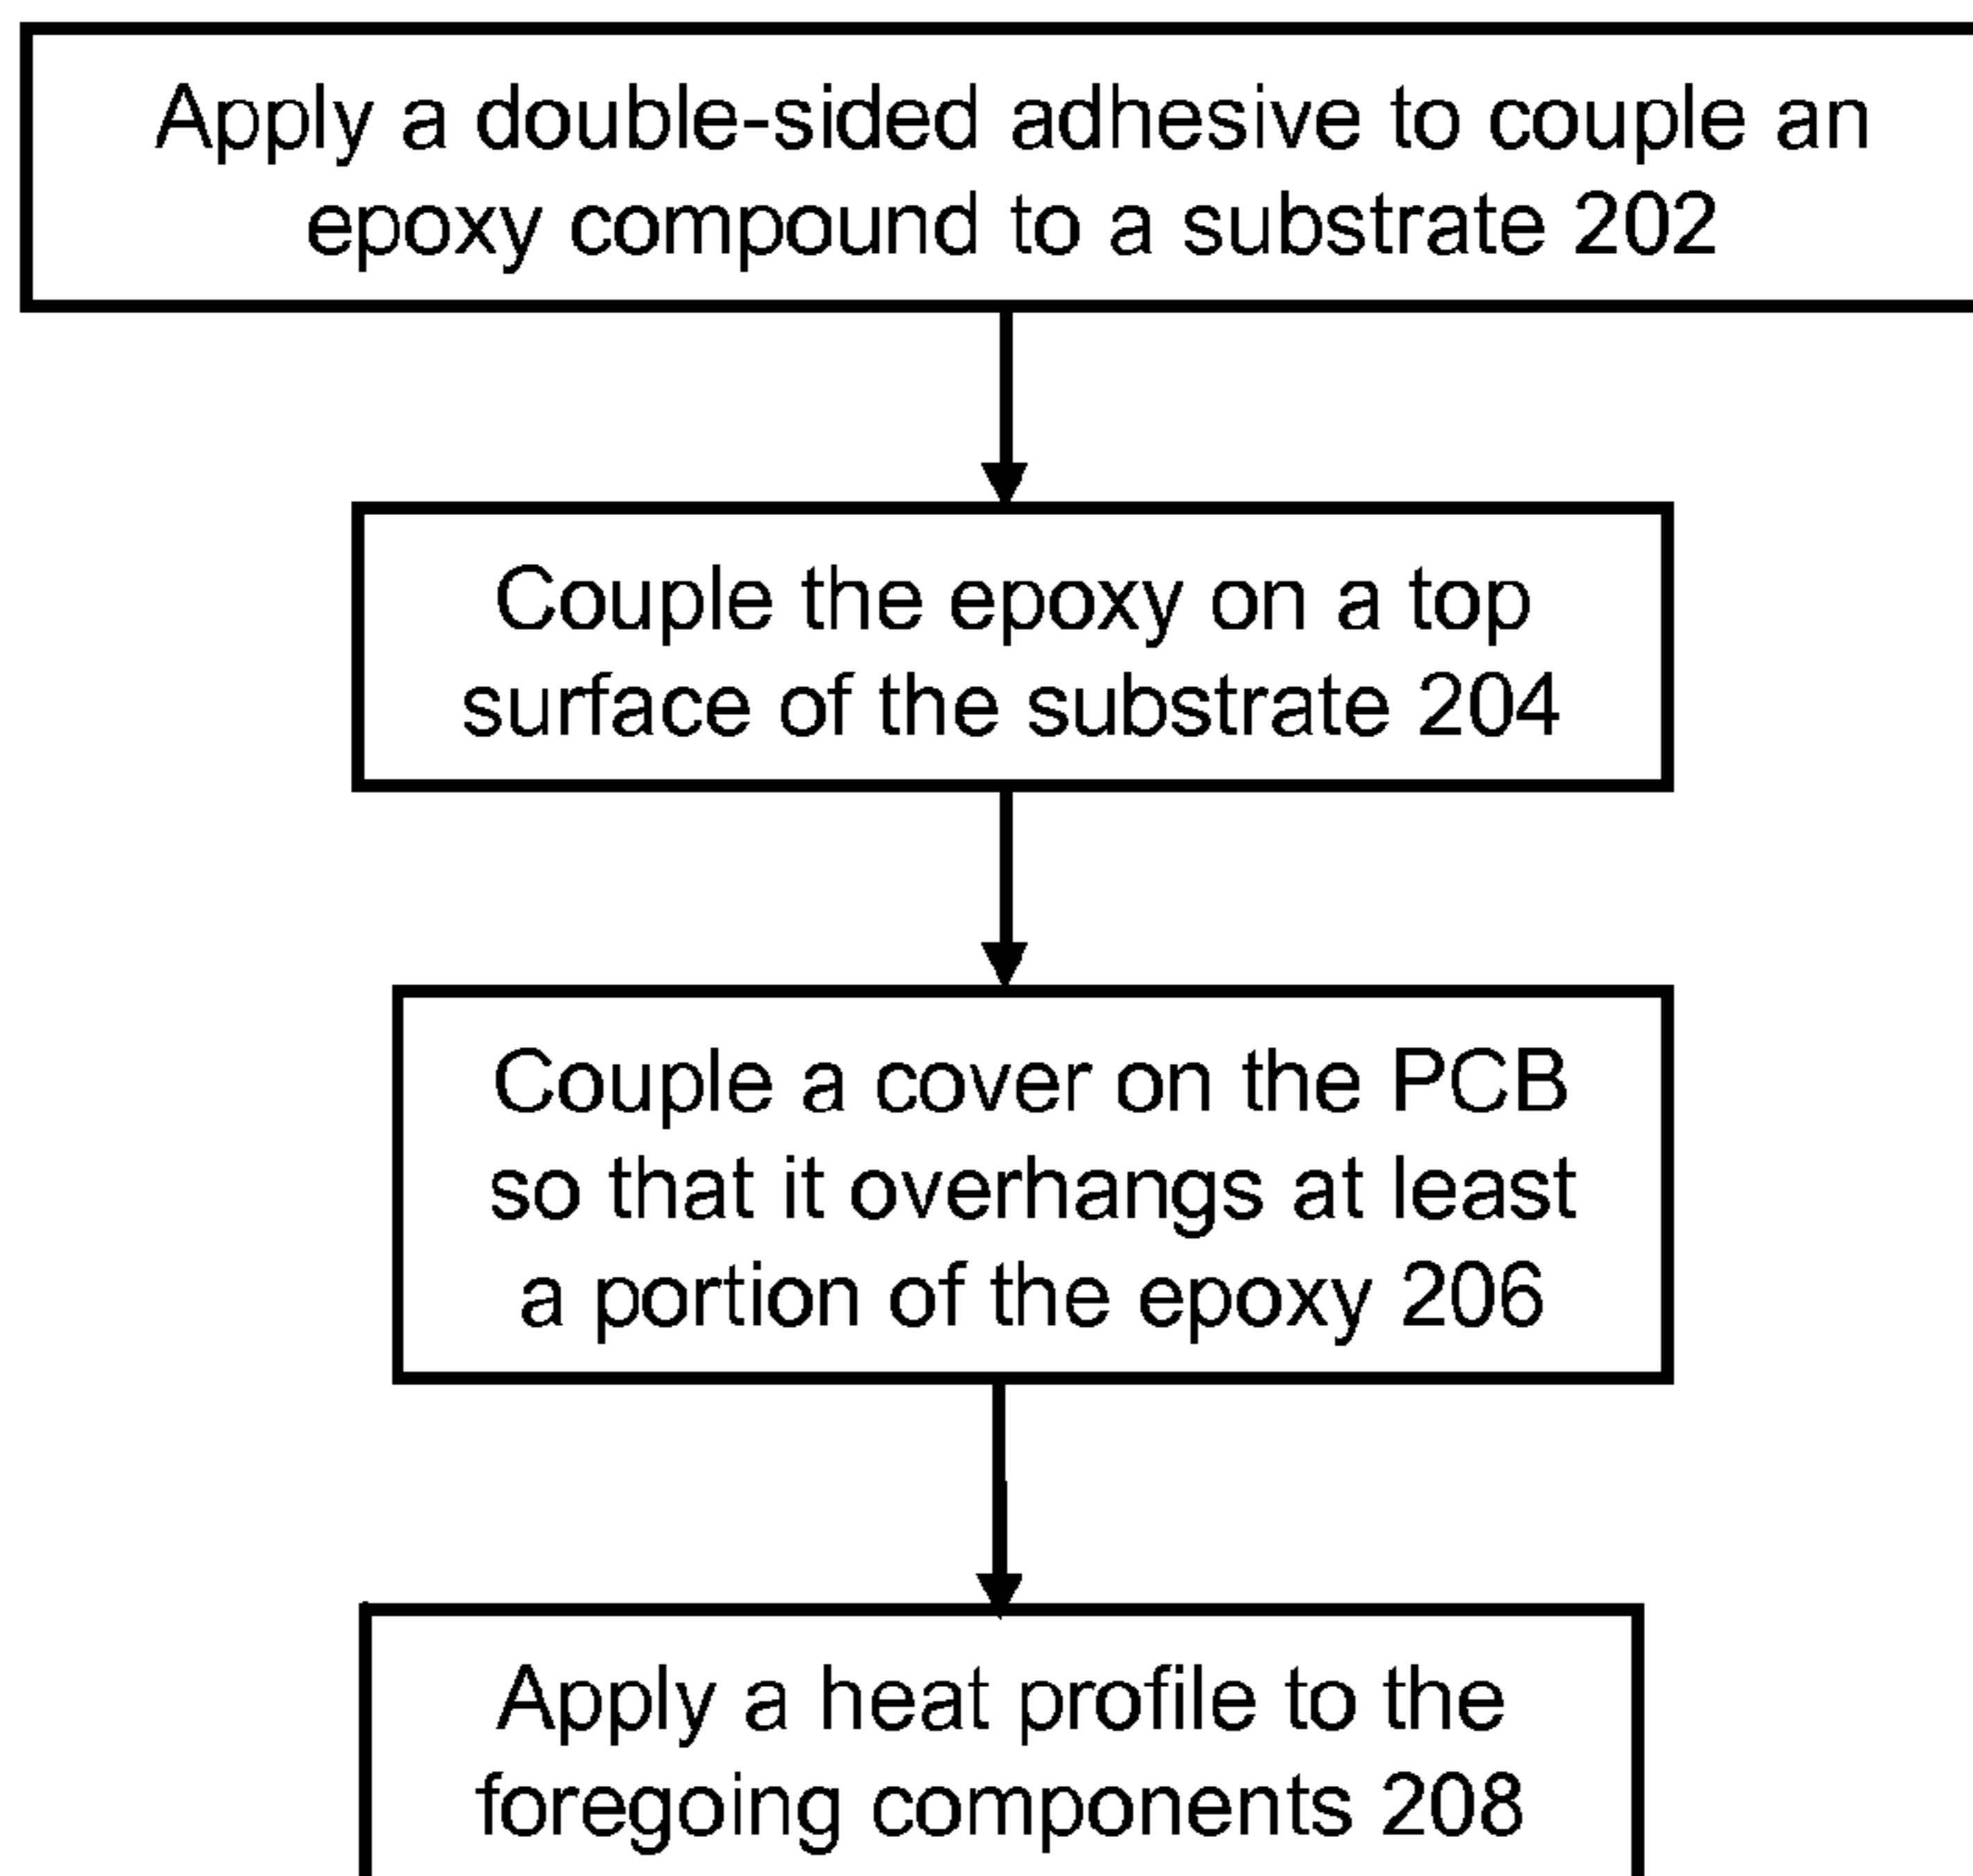 Apply a double-sided adhesive to couple an
epoxy compound to a substrate 202
Couple the epoxy on a top
surface of the substrate 204
Couple a cover on the PCB
so that it overhangs at least
a portion of the epoxy 206
Apply a heat profile to the
foregoing components 208